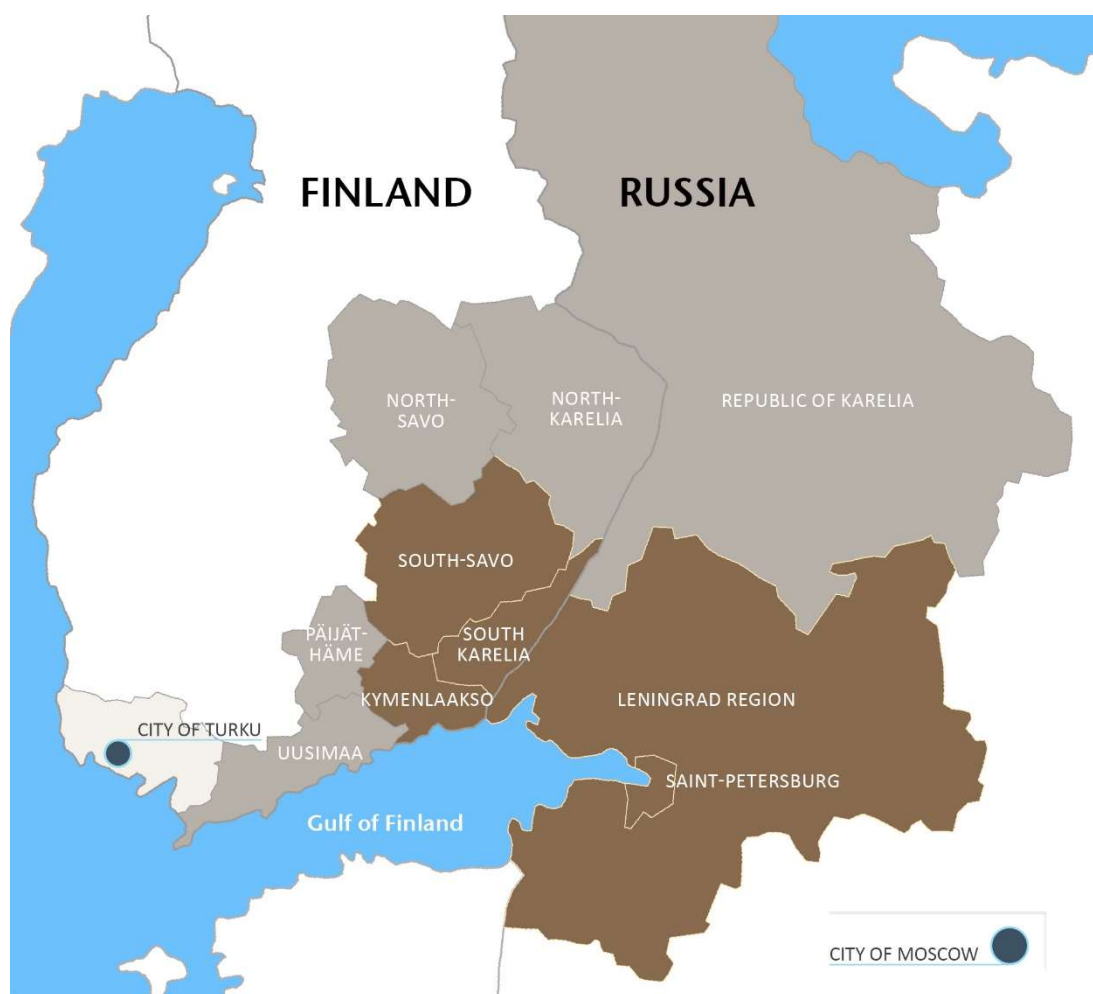 FINLAND
RUSSIA
NORTH-
SAVO
NORTH-
KARELIA
REPUBLIC OF KARELIA
SOUTH-SAVO
PÄIJÄT-
HÄME
SOUTH
KARELIA
KYMENLAAKSO
LENINGRAD REGION
CITY OF TURKU
UUSIMAA
SAINT-PETERSBURG
Gulf of Finland
CITY OF MOSCOW